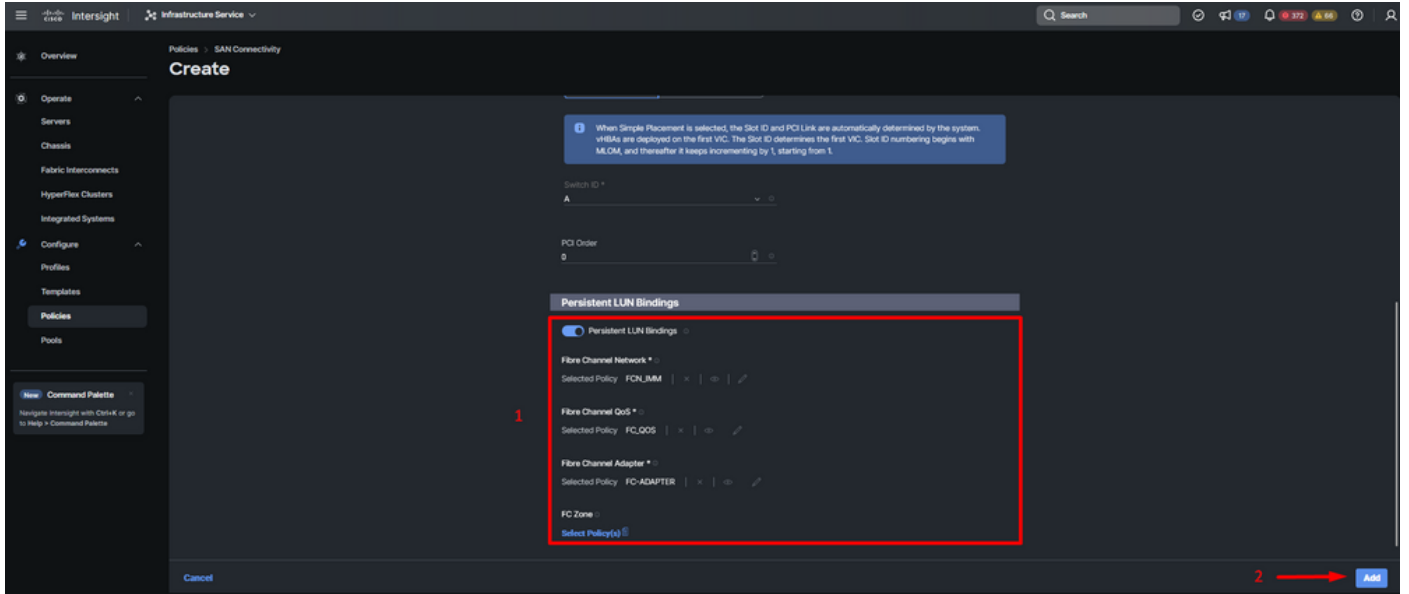 cisco Intersight Infrastructure Service Search 17 372 66
Overview
Policies > SAN Connectivity
Create
Operate
Servers
Chassis
Fabric Interconnects
HyperFlex Clusters
Integrated Systems
Configure
Profiles
Templates
Policies
Pools
New Command Palette
Navigate Intersight with Ctrl+K or go
to Help > Command Palette
When Simple Placement is selected, the Slot ID and PCI Link are automatically determined by the system.
vHBAs are deployed on the first VIC. The Slot ID determines the first VIC. Slot ID numbering begins with
MLOM, and thereafter it keeps incrementing by 1, starting from 1.
Switch ID *
A
PCI Order
0
Persistent LUN Bindings
Persistent LUN Bindings
Fibre Channel Network *
Selected Policy FCN_IMM
1
Fibre Channel QoS *
Selected Policy FC_QOS
Fibre Channel Adapter *
Selected Policy FC-ADAPTER
FC Zone
Select Policy(s)
Cancel
2
Add